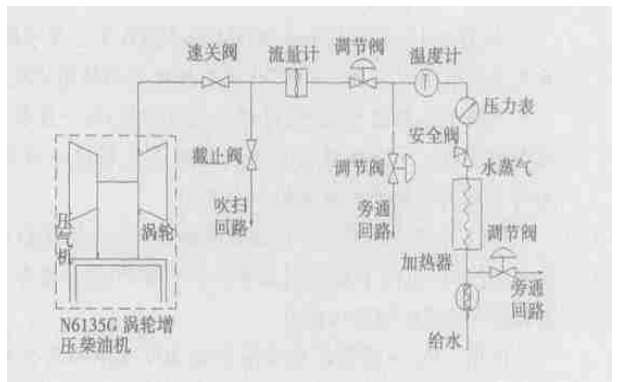 速关阀
流量计
调节阀
温度计
压力表
安全阀
水蒸气
截止阀
调节阀
吹扫
回路
旁通
回路
压气机
涡轮
加热器
调节阀
旁通
回路
给水
N6135G 涡轮增
压柴油机